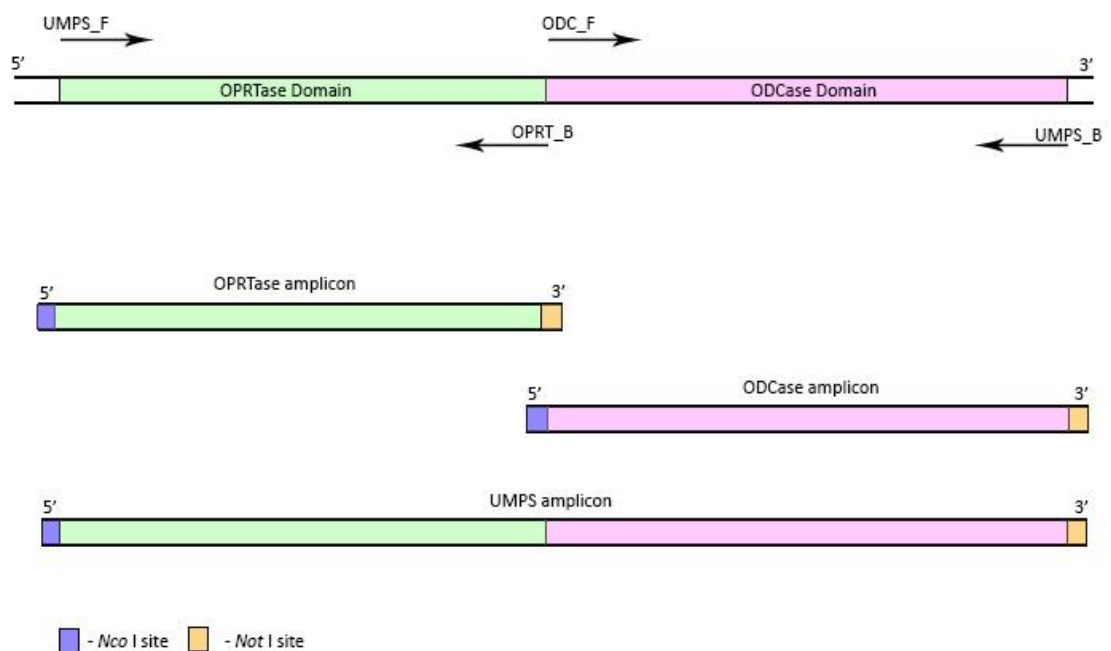 UMPS_F ODC_F
5’ 3’
OPRTase Domain ODCase Domain
OPRT_B UMPS_B
OPRTase amplicon
5’ 3’
ODCase amplicon
5’ 3’
UMPS amplicon
5’ 3’
- Nco I site - Not I site